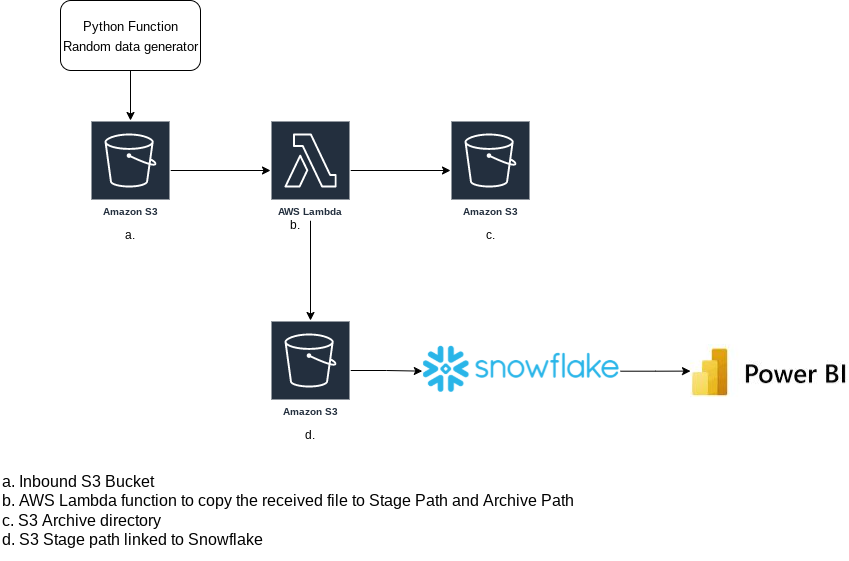 Python Function
Random data generator
Amazon S3
AWS Lambda
Amazon S3
a.
b.
c.
Amazon S3
d.
snowflake
Power BI
a. Inbound S3 Bucket
b. AWS Lambda function to copy the received file to Stage Path and Archive Path
c. S3 Archive directory
d. S3 Stage path linked to Snowflake